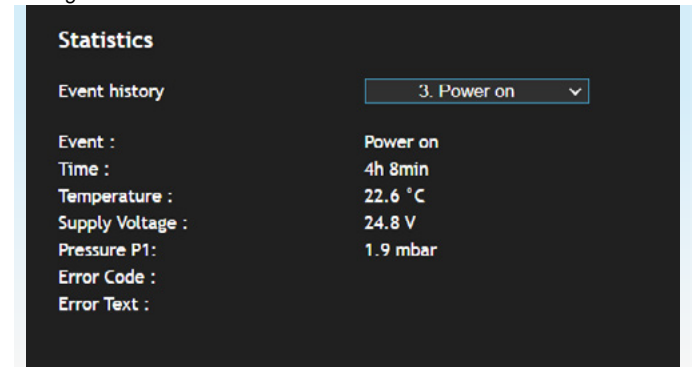 Statistics
Event history 3. Power on
Event : Power on
Time : 4h 8min
Temperature : 22.6 °C
Supply Voltage : 24.8 V
Pressure P1: 1.9 mbar
Error Code :
Error Text :